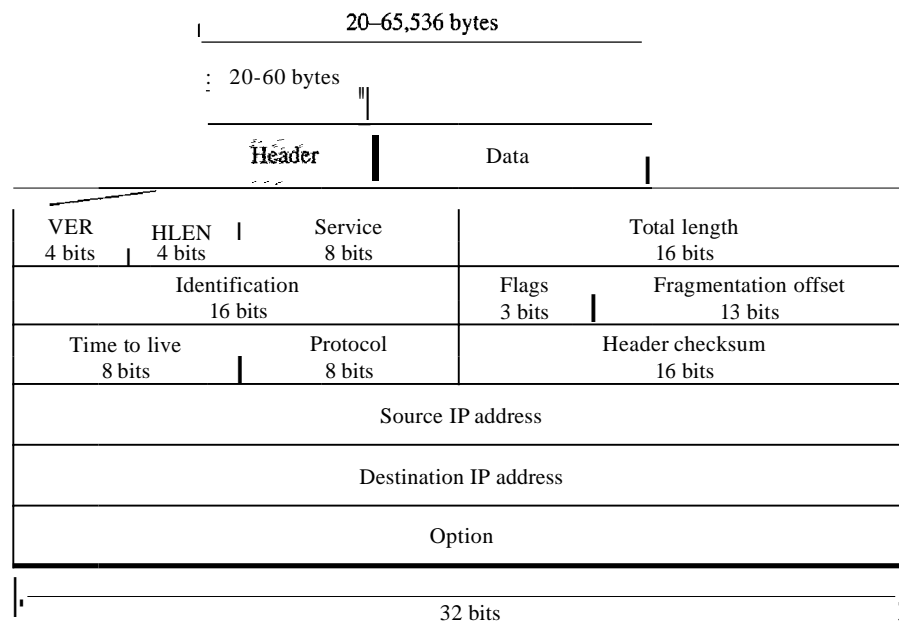 20–65,536 bytes
20-60 bytes
Header Data
VER HLEN Service Total length
4 bits 4 bits 8 bits 16 bits
Identification Flags Fragmentation offset
16 bits 3 bits 13 bits
Time to live Protocol Header checksum
8 bits 8 bits 16 bits
Source IP address
Destination IP address
Option
32 bits